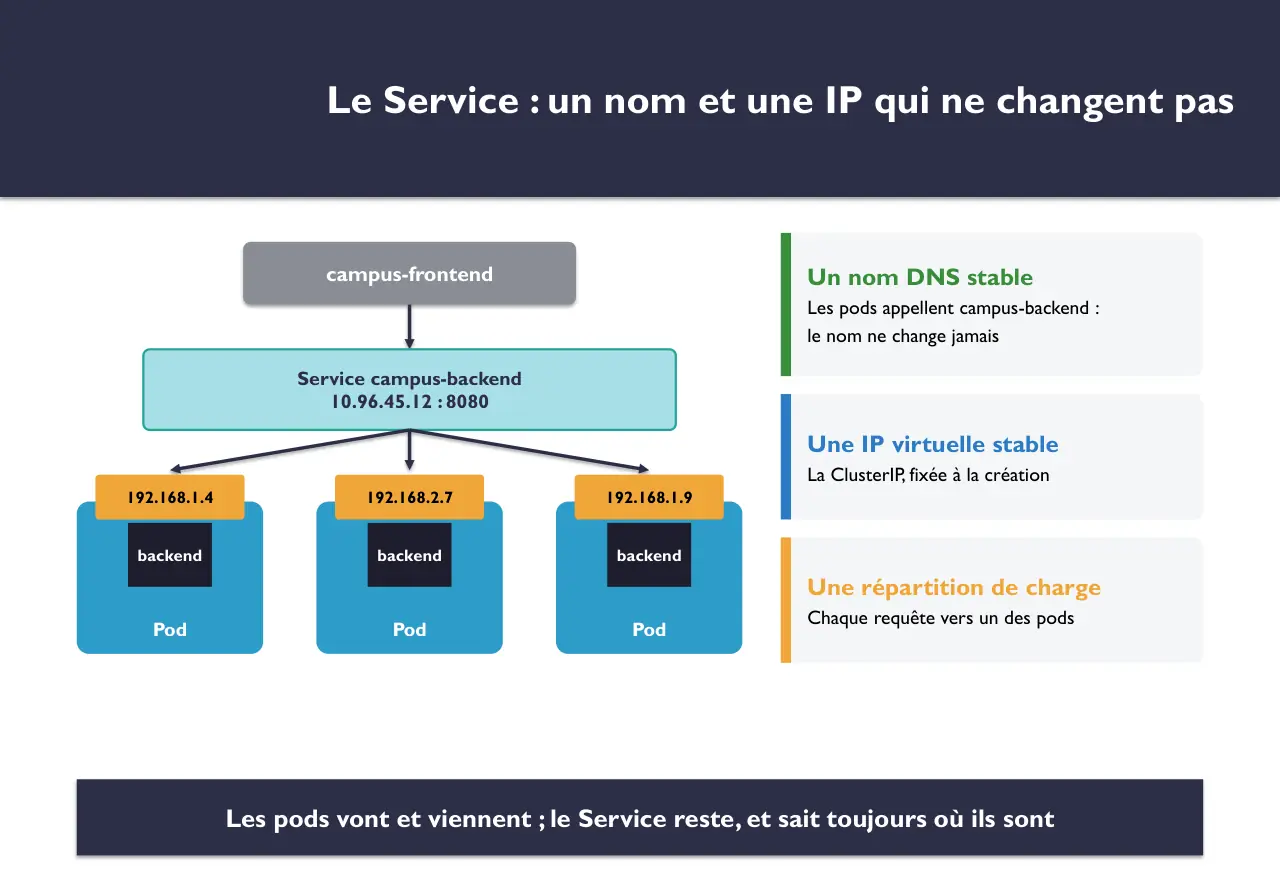 Le Service : un nom et une IP qui ne changent pas
campus-frontend
Service campus-backend
10.96.45.12 : 8080
192.168.1.4
192.168.2.7
192.168.1.9
backend
backend
backend
Pod
Pod
Pod
Un nom DNS stable
Les pods appellent campus-backend :
le nom ne change jamais
Une IP virtuelle stable
La ClusterIP, fixée à la création
Une répartition de charge
Chaque requête vers un des pods
Les pods vont et viennent ; le Service reste, et sait toujours où ils sont